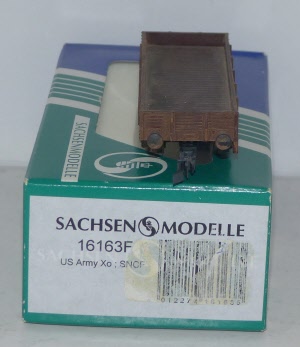 SACHSENMODELLE
SACHSEN MODELLE
16163F
US Army Xo ; SNCF